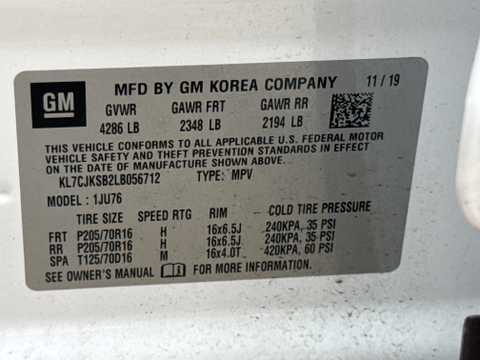 GM
MFD BY GM KOREA COMPANY 11/19
GVWR GAWR FRT GAWR RR
4286 LB 2348 LB 2194 LB
THIS VEHICLE CONFORMS TO ALL APPLICABLE U.S. FEDERAL MOTOR
VEHICLE SAFETY AND THEFT PREVENTION STANDARDS IN EFFECT ON
THE DATE OF MANUFACTURE SHOWN ABOVE.
KL7CJKSB2LB056712 TYPE: MPV
MODEL: 1JU76
TIRE SIZE SPEED RTG RIM COLD TIRE PRESSURE
FRT P205/70R16 H 16x6.5J 240KPA, 35 PSI
RR P205/70R16 H 16x6.5J 240KPA, 35 PSI
SPA T125/70D16 M 16x4.0T 420KPA, 60 PSI
SEE OWNER'S MANUAL FOR MORE INFORMATION.